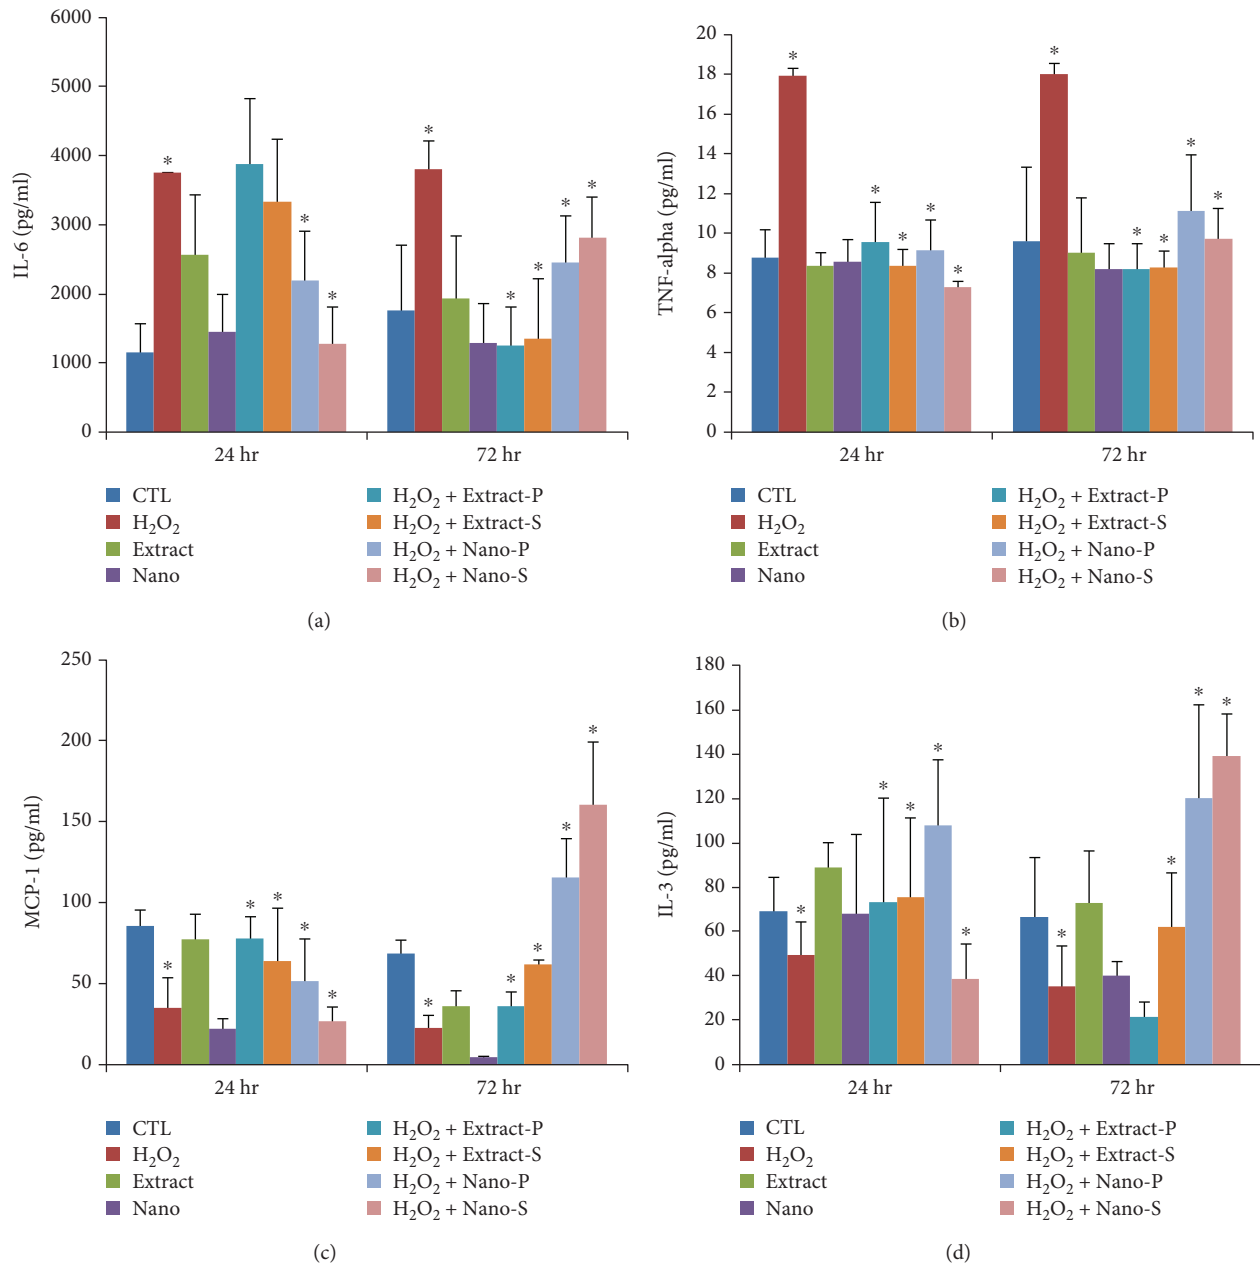 6000
5000
4000
3000
2000
1000
0
IL-6 (pg/ml)
* * * * * * * * *
24 hr 72 hr
CTL
H₂O₂
Extract
Nano
H₂O₂ + Extract-P
H₂O₂ + Extract-S
H₂O₂ + Nano-P
H₂O₂ + Nano-S
(a)
20
18
16
14
12
10
8
6
4
2
0
TNF-alpha (pg/ml)
* * * * * * * * * *
24 hr 72 hr
CTL
H₂O₂
Extract
Nano
H₂O₂ + Extract-P
H₂O₂ + Extract-S
H₂O₂ + Nano-P
H₂O₂ + Nano-S
(b)
250
200
150
100
50
0
MCP-1 (pg/ml)
* * * * * * * * * *
24 hr 72 hr
CTL
H₂O₂
Extract
Nano
H₂O₂ + Extract-P
H₂O₂ + Extract-S
H₂O₂ + Nano-P
H₂O₂ + Nano-S
(c)
180
160
140
120
100
80
60
40
20
0
IL-3 (pg/ml)
* * * * * * * * *
24 hr 72 hr
CTL
H₂O₂
Extract
Nano
H₂O₂ + Extract-P
H₂O₂ + Extract-S
H₂O₂ + Nano-P
H₂O₂ + Nano-S
(d)